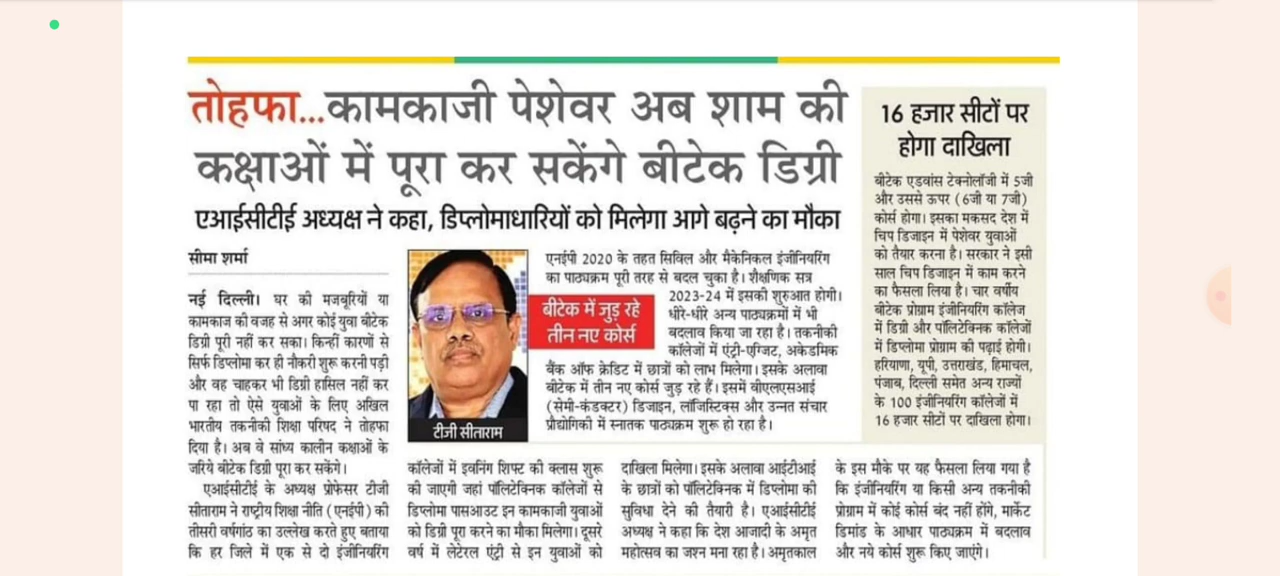 तोहफा...कामकाजी पेशेवर अब शाम की
कक्षाओं में पूरा कर सकेंगे बीटेक डिग्री
एआईसीटीई अध्यक्ष ने कहा, डिप्लोमाधारियों को मिलेगा आगे बढ़ने का मौका
सीमा शर्मा
नई दिल्ली। घर की मजबूरियों या
कामकाज की वजह से अगर कोई युवा बीटेक
डिग्री पूरी नहीं कर सका। किन्हीं कारणों से
सिर्फ डिप्लोमा कर ही नौकरी शुरू करनी पड़ी
और वह चाहकर भी डिग्री हासिल नहीं कर
पा रहा तो ऐसे युवाओं के लिए अखिल
भारतीय तकनीकी शिक्षा परिषद ने तोहफा
दिया है। अब वे सांध्य कालीन कक्षाओं के
जरिये बीटेक डिग्री पूरा कर सकेंगे।
एआईसीटीई के अध्यक्ष प्रोफेसर टीजी
सीताराम ने राष्ट्रीय शिक्षा नीति (एनईपी) की
तीसरी वर्षगांठ का उल्लेख करते हुए बताया
कि हर जिले में एक से दो इंजीनियरिंग
टीजी सीताराम
बीटेक में जुड़ रहे
तीन नए कोर्स
एनईपी 2020 के तहत सिविल और मैकेनिकल इंजीनियरिंग
का पाठ्यक्रम पूरी तरह से बदल चुका है। शैक्षणिक सत्र
2023-24 में इसकी शुरुआत होगी।
धीरे-धीरे अन्य पाठ्यक्रमों में भी
बदलाव किया जा रहा है। तकनीकी
कॉलेजों में एंट्री-एग्जिट, अकेडमिक
बैंक ऑफ क्रेडिट में छात्रों को लाभ मिलेगा। इसके अलावा
बीटेक में तीन नए कोर्स जुड़ रहे हैं। इसमें वीएलएसआई
(सेमी-कंडक्टर) डिजाइन, लॉजिस्टिक्स और उन्नत संचार
प्रौद्योगिकी में स्नातक पाठ्यक्रम शुरू हो रहा है।
कॉलेजों में इवनिंग शिफ्ट की क्लास शुरू
की जाएगी जहां पॉलिटेक्निक कॉलेजों से
डिप्लोमा पासआउट इन कामकाजी युवाओं
को डिग्री पूरा करने का मौका मिलेगा। दूसरे
वर्ष में लेटेरल एंट्री से इन युवाओं को
दाखिला मिलेगा। इसके अलावा आईटीआई
के छात्रों को पॉलिटेक्निक में डिप्लोमा की
सुविधा देने की तैयारी है। एआईसीटीई
अध्यक्ष ने कहा कि देश आजादी के अमृत
महोत्सव का जश्न मना रहा है। अमृतकाल
के इस मौके पर यह फैसला लिया गया है
कि इंजीनियरिंग या किसी अन्य तकनीकी
प्रोग्राम में कोई कोर्स बंद नहीं होंगे, मार्केट
डिमांड के आधार पाठ्यक्रम में बदलाव
और नये कोर्स शुरू किए जाएंगे।
16 हजार सीटों पर
होगा दाखिला
बीटेक एडवांस टेक्नोलॉजी में 5जी
और उससे ऊपर (6जी या 7जी)
कोर्स होगा। इसका मकसद देश में
चिप डिजाइन में पेशेवर युवाओं
को तैयार करना है। सरकार ने इसी
साल चिप डिजाइन में काम करने
का फैसला लिया है। चार वर्षीय
बीटेक प्रोग्राम इंजीनियरिंग कॉलेज
में डिग्री और पॉलिटेक्निक कॉलेजों
में डिप्लोमा प्रोग्राम की पढ़ाई होगी।
हरियाणा, यूपी, उत्तराखंड, हिमाचल,
पंजाब, दिल्ली समेत अन्य राज्यों
के 100 इंजीनियरिंग कॉलेजों में
16 हजार सीटों पर दाखिला होगा।